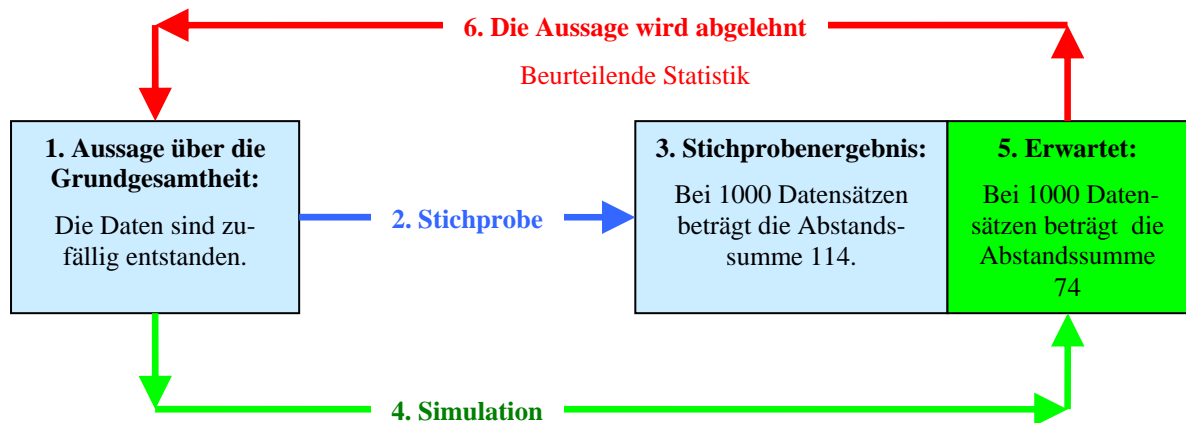 6. Die Aussage wird abgelehnt
Beurteilende Statistik
1. Aussage über die
Grundgesamtheit:
Die Daten sind zu-
fällig entstanden.
2. Stichprobe
3. Stichprobenergebnis:
Bei 1000 Datensätzen
beträgt die Abstands-
summe 114.
5. Erwartet:
Bei 1000 Daten-
sätzen beträgt die
Abstandssumme
74
4. Simulation